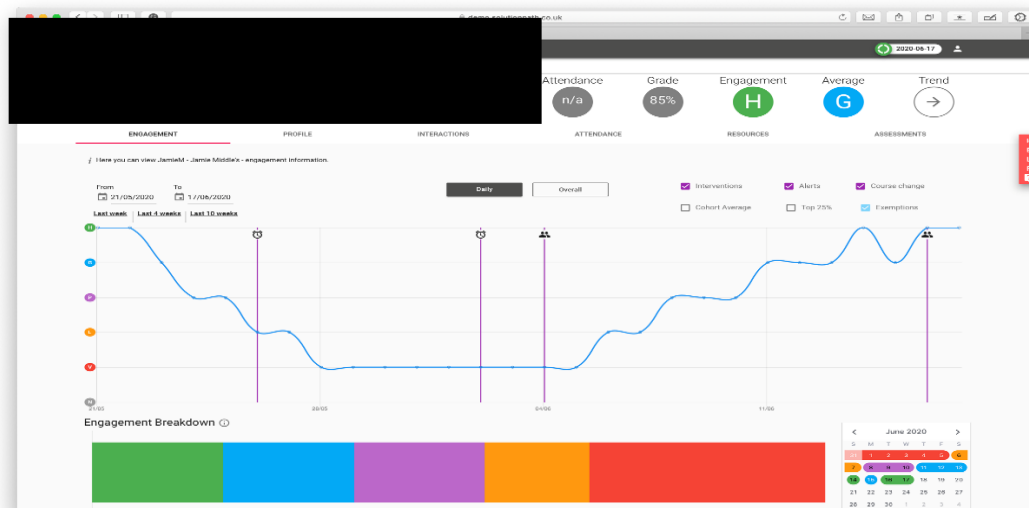 demo.solutionpath.co.uk
2020-06-17
Attendance Grade Engagement Average Trend
n/a 85% H G
ENGAGEMENT PROFILE INTERACTIONS ATTENDANCE RESOURCES ASSESSMENTS
i Here you can view JamieM - Jamie Middle's - engagement information.
From To
21/05/2020 17/06/2020
Daily Overall
Interventions Alerts Course change
Last week Last 4 weeks Last 10 weeks
Cohort Average Top 25% Exemptions
H
G
P
L
V
N
21/05 28/05 04/06 11/06
Engagement Breakdown
June 2020
S M T W T F S
31 1 2 3 4 5 6
7 8 9 10 11 12 13
14 15 16 17 18 19 20
21 22 23 24 25 26 27
28 29 30 1 2 3 4